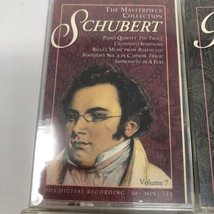 The Masterpiece
Collection
SCHUBERT
Piano Quintet The Trout
Unfinished Symphony
Ballet Music from Rosamunde
Symphony No. 4 in C Minor Tragic
Impromptu in A Flat
Volume 7
DIGITAL RECORDING 60+ MINUTES